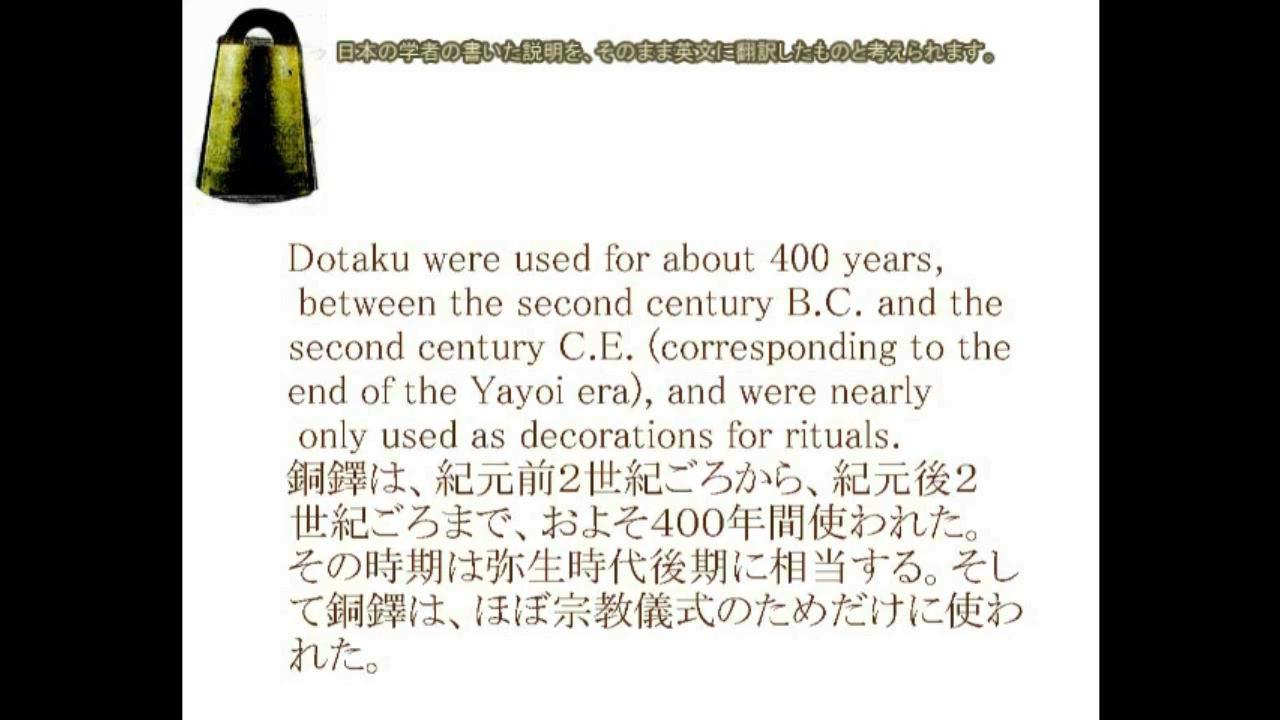 日本の学者の書いた説明を、そのまま英文に翻訳したものと考えられます。
Dotaku were used for about 400 years,
between the second century B.C. and the
second century C.E. (corresponding to the
end of the Yayoi era), and were nearly
only used as decorations for rituals.
銅鐸は、紀元前２世紀ごろから、紀元後２
世紀ごろまで、およそ４００年間使われた。
その時期は弥生時代後期に相当する。そし
て銅鐸は、ほぼ宗教儀式のためだけに使わ
れた。